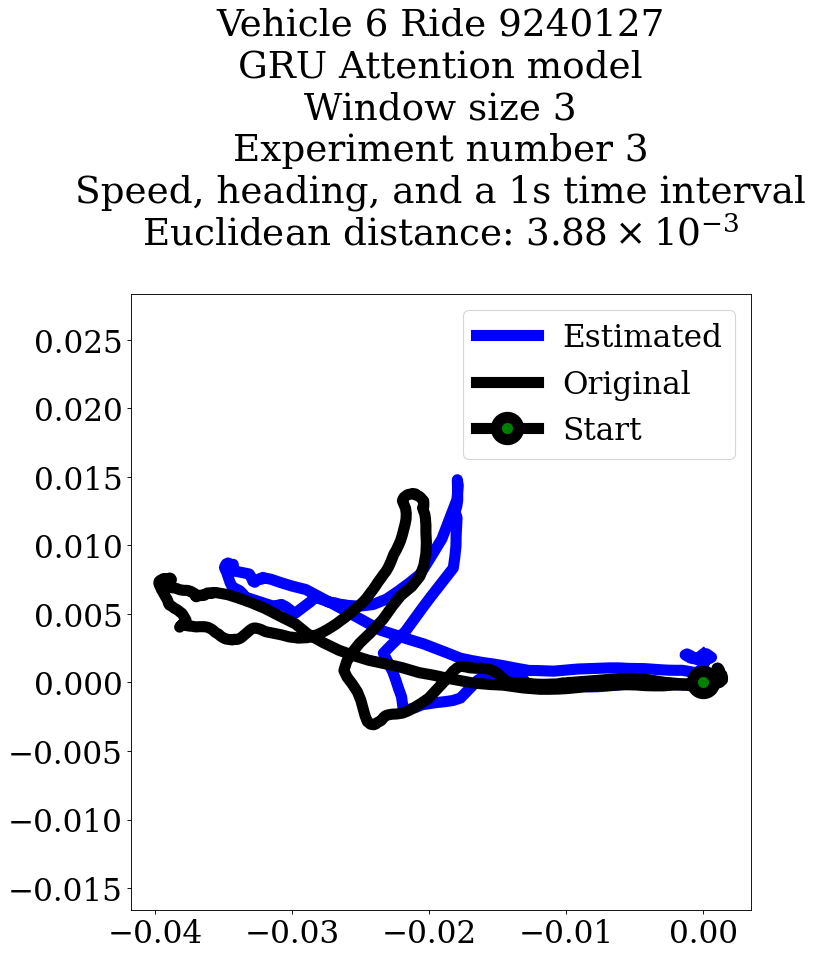 Vehicle 6 Ride 9240127
GRU Attention model
Window size 3
Experiment number 3
Speed, heading, and a 1s time interval
Euclidean distance: 3.88 × 10⁻³
Estimated
Original
Start
0.025
0.020
0.015
0.010
0.005
0.000
−0.005
−0.010
−0.015
−0.04 −0.03 −0.02 −0.01 0.00